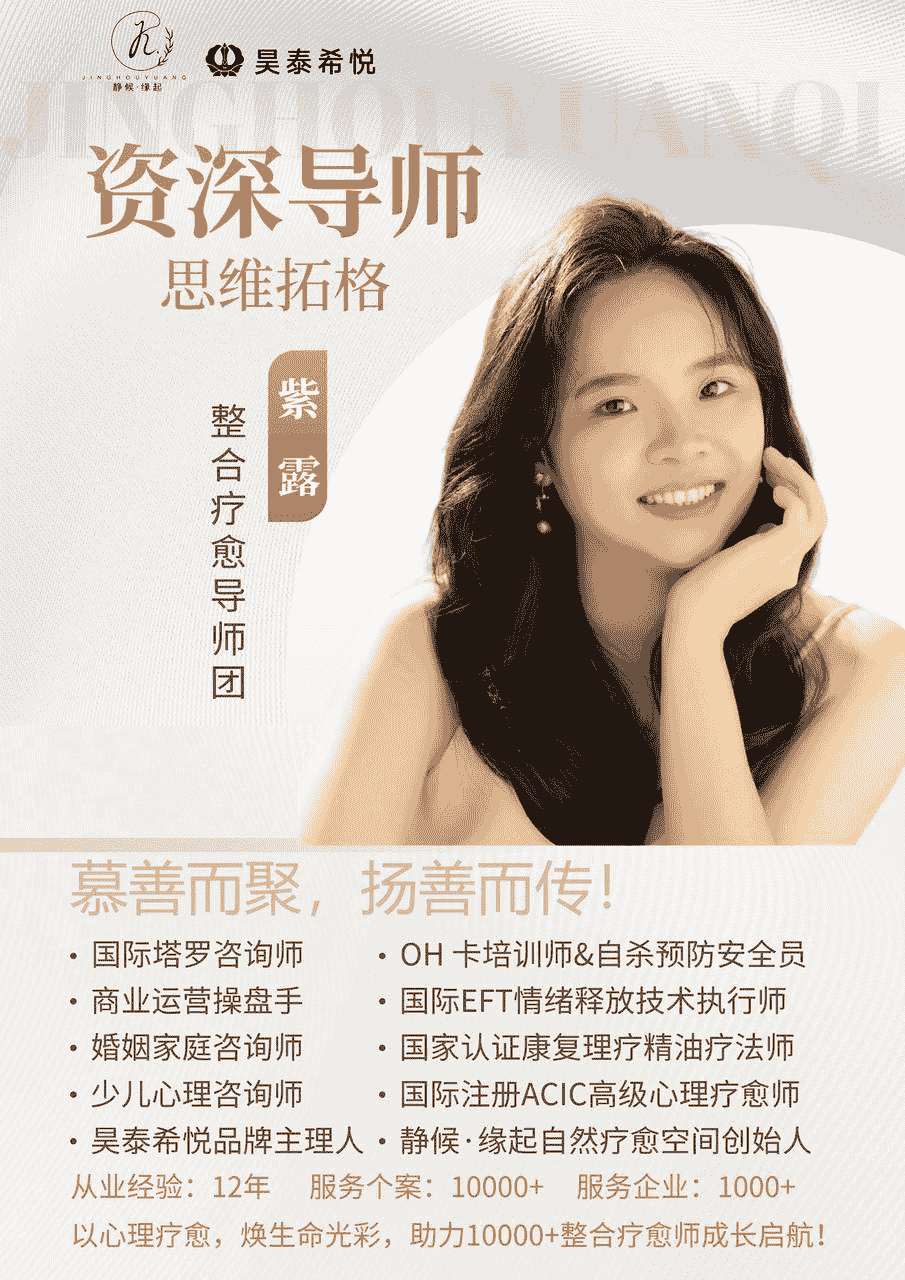 JINGHOUYUANQ
静候·缘起
昊泰希悦
JINGHOUYUANQI
资深导师
思维拓格
紫露
整合疗愈导师团
慕善而聚，扬善而传！
· 国际塔罗咨询师
· 商业运营操盘手
· 婚姻家庭咨询师
· 少儿心理咨询师
· 昊泰希悦品牌主理人
· OH 卡培训师&自杀预防安全员
· 国际EFT情绪释放技术执行师
· 国家认证康复理疗精油疗法师
· 国际注册ACIC高级心理疗愈师
· 静候·缘起自然疗愈空间创始人
从业经验：12年 服务个案：10000+ 服务企业：1000+
以心理疗愈，焕生命光彩，助力10000+整合疗愈师成长启航！